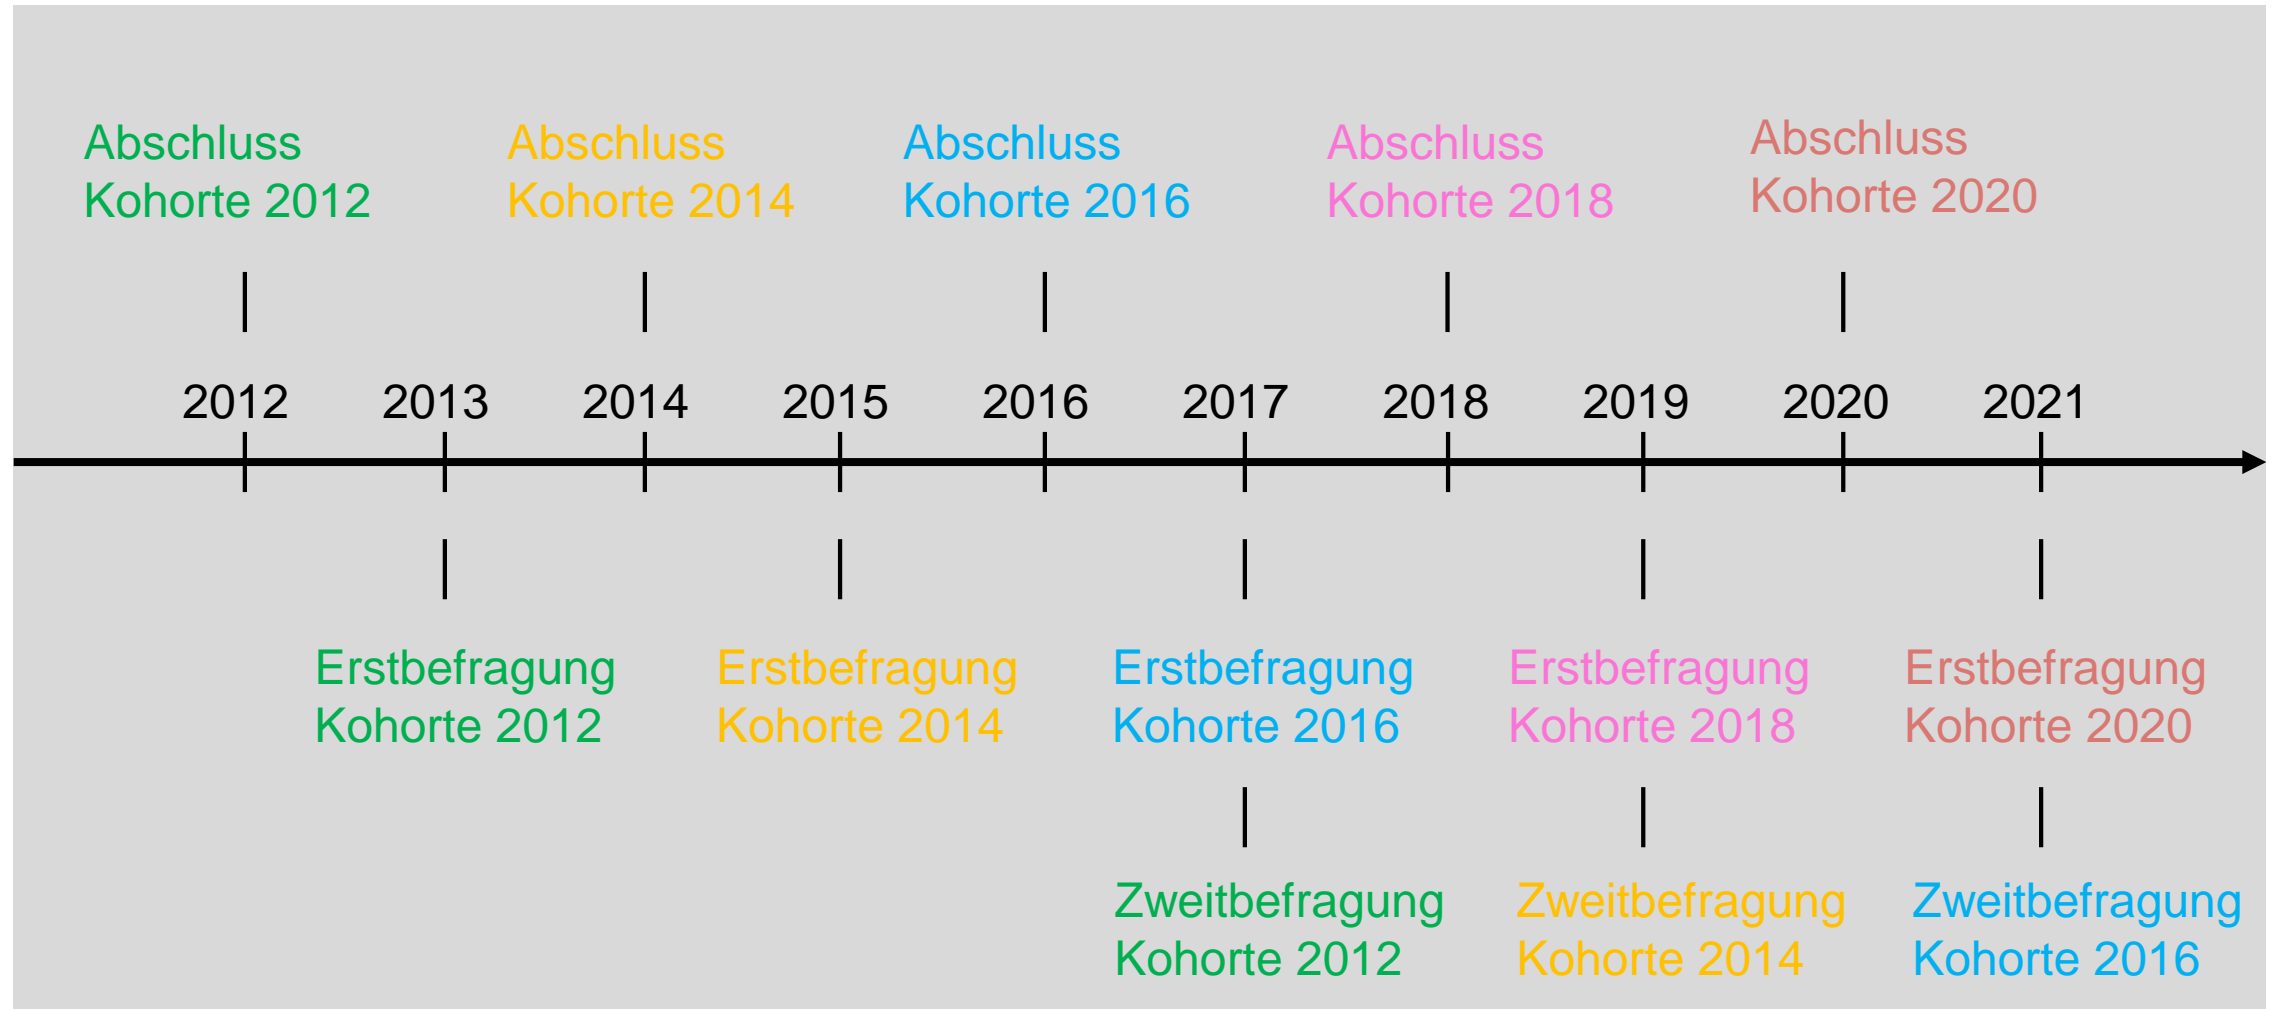 Abschluss
Kohorte 2012
Abschluss
Kohorte 2014
Abschluss
Kohorte 2016
Abschluss
Kohorte 2018
Abschluss
Kohorte 2020
2012 2013 2014 2015 2016 2017 2018 2019 2020 2021
Erstbefragung
Kohorte 2012
Erstbefragung
Kohorte 2014
Erstbefragung
Kohorte 2016
Erstbefragung
Kohorte 2018
Erstbefragung
Kohorte 2020
Zweitbefragung
Kohorte 2012
Zweitbefragung
Kohorte 2014
Zweitbefragung
Kohorte 2016